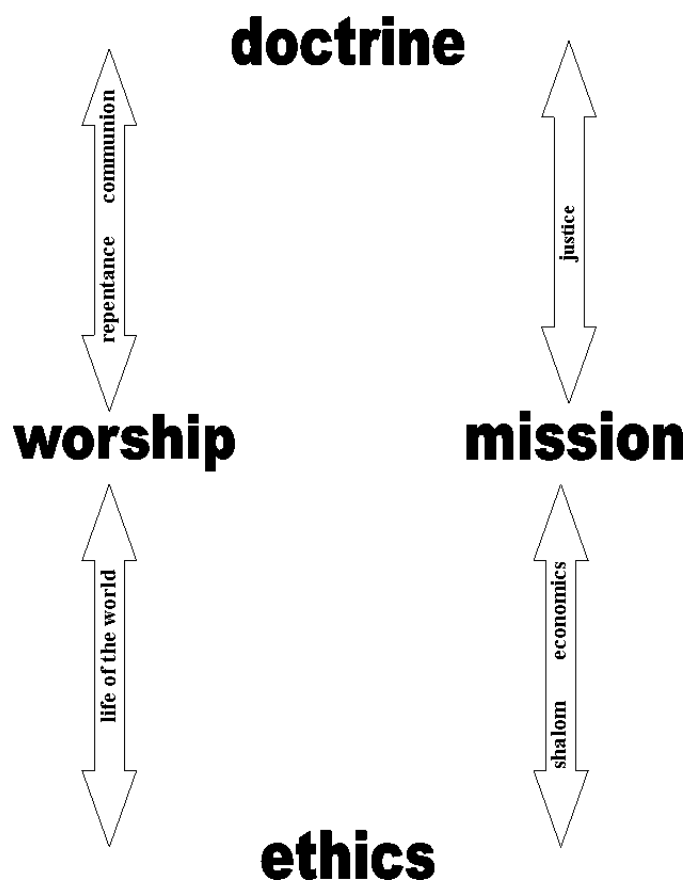 doctrine
repentance communion
justice
worship
mission
life of the world
shalom economics
ethics